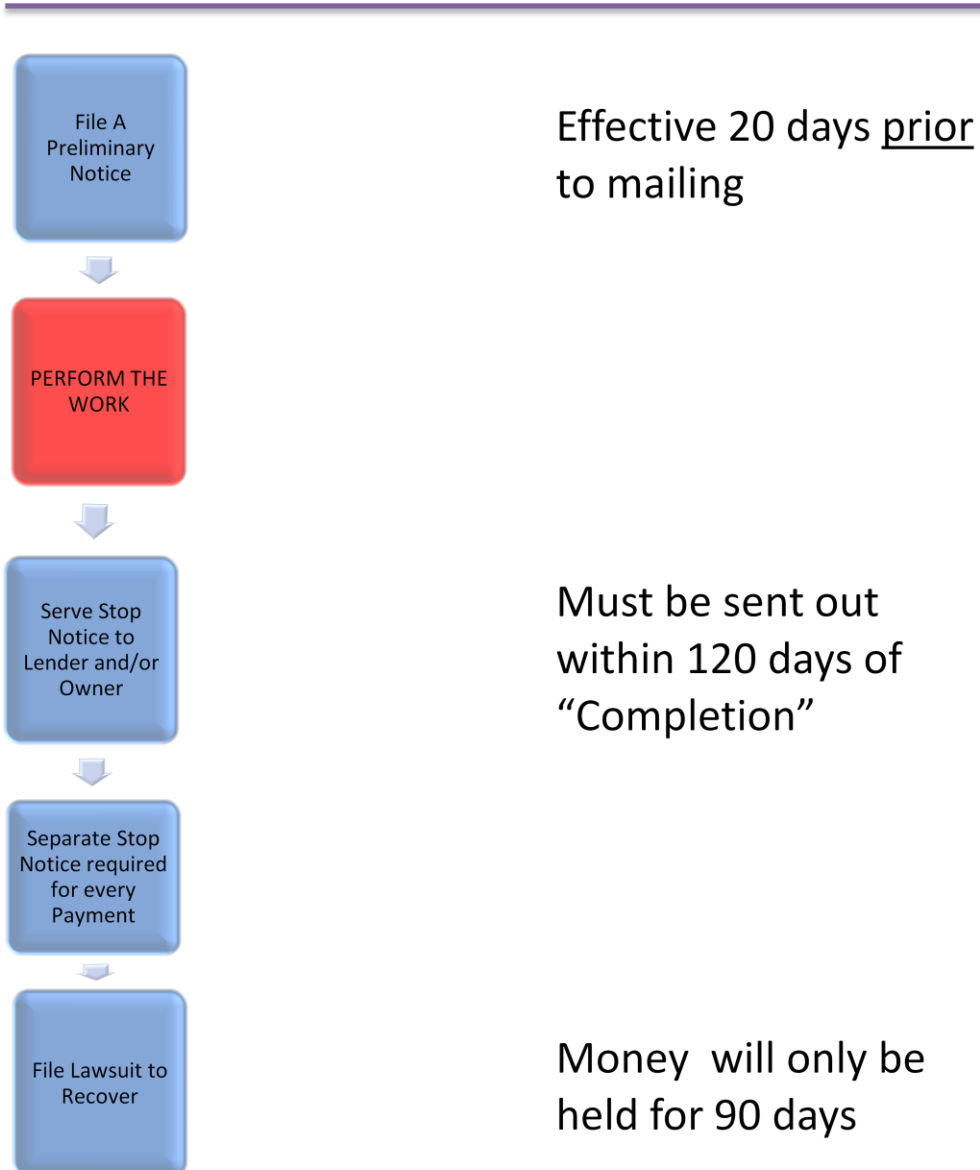 File A
Preliminary
Notice
Effective 20 days prior
to mailing
PERFORM THE
WORK
Serve Stop
Notice to
Lender and/or
Owner
Must be sent out
within 120 days of
“Completion”
Separate Stop
Notice required
for every
Payment
File Lawsuit to
Recover
Money  will only be
held for 90 days